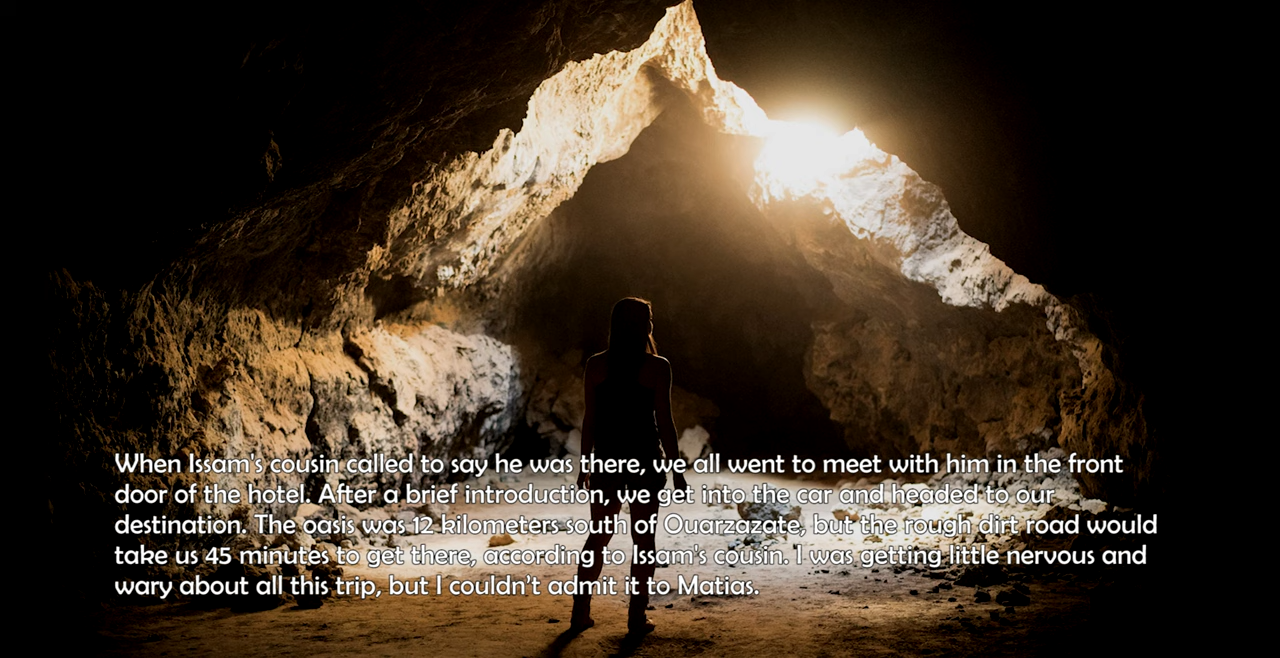 When Issam's cousin called to say he was there, we all went to meet with him in the front
door of the hotel. After a brief introduction, we get into the car and headed to our
destination. The oasis was 12 kilometers south of Ouarzazate, but the rough dirt road would
take us 45 minutes to get there, according to Issam's cousin. I was getting little nervous and
wary about all this trip, but I couldn’t admit it to Matias.